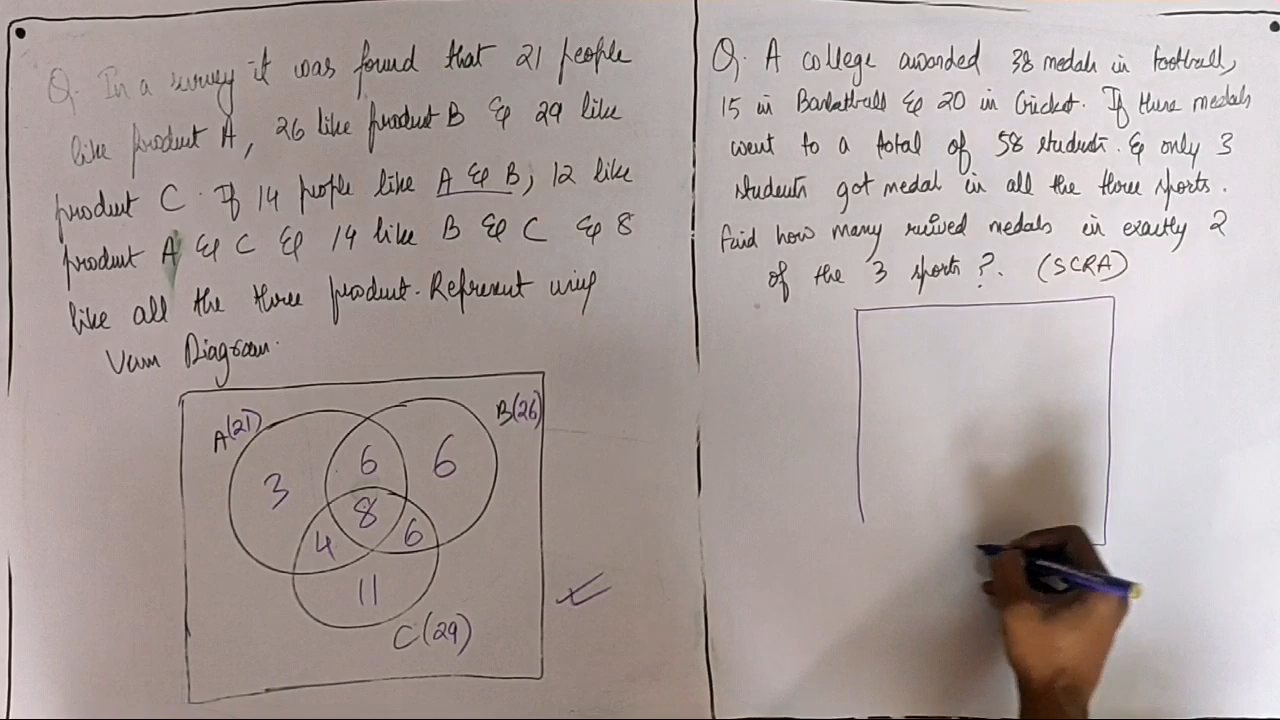 Q. In a survey it was found that 21 people
like product A, 26 like product B & 29 like
product C. If 14 people like A & B, 12 like
product A & C & 14 like B & C & 8
like all the three product. Represent using
Venn Diagram.
A(21)
B(26)
3
6
6
8
4
6
11
C(29)
Q. A college awarded 38 medals in football,
15 in Basketball & 20 in Cricket. If these medals
went to a total of 58 students & only 3
students got medal in all the three sports.
find how many received medals in exactly 2
of the 3 sports?. (SCRA)